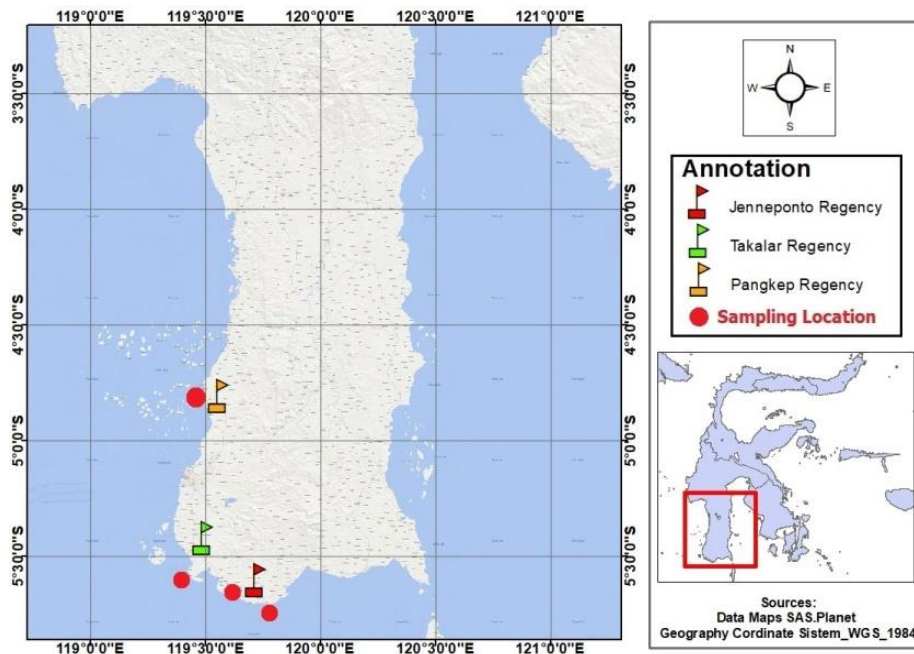 119°0'0"E 119°30'0"E 120°0'0"E 120°30'0"E 121°0'0"E
3°30'0"S 3°30'0"S
4°0'0"S 4°0'0"S
4°30'0"S 4°30'0"S
5°0'0"S 5°0'0"S
5°30'0"S 5°30'0"S
119°0'0"E 119°30'0"E 120°0'0"E 120°30'0"E 121°0'0"E
N
W E
S
Annotation
Jenneponto Regency
Takalar Regency
Pangkep Regency
Sampling Location
Sources:
Data Maps SAS.Planet
Geography Cordinate Sistem_WGS_1984